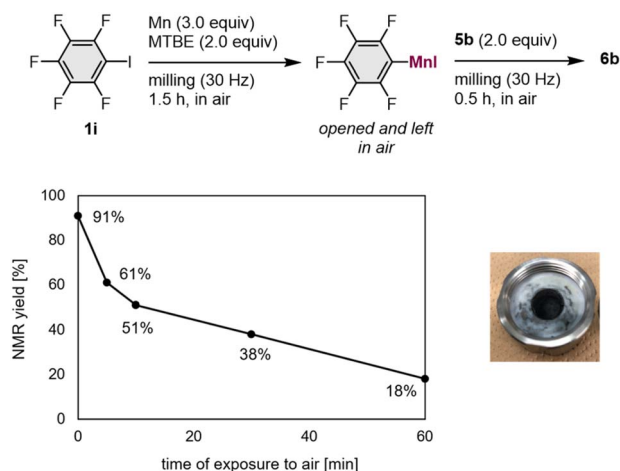 F F F F F I
1i
Mn (3.0 equiv)
MTBE (2.0 equiv)
milling (30 Hz)
1.5 h, in air
F F F F F MnI
opened and left
in air
5b (2.0 equiv)
milling (30 Hz)
0.5 h, in air
6b
NMR yield [%]
100
80
60
40
20
0
91%
61%
51%
38%
18%
0 20 40 60
time of exposure to air [min]